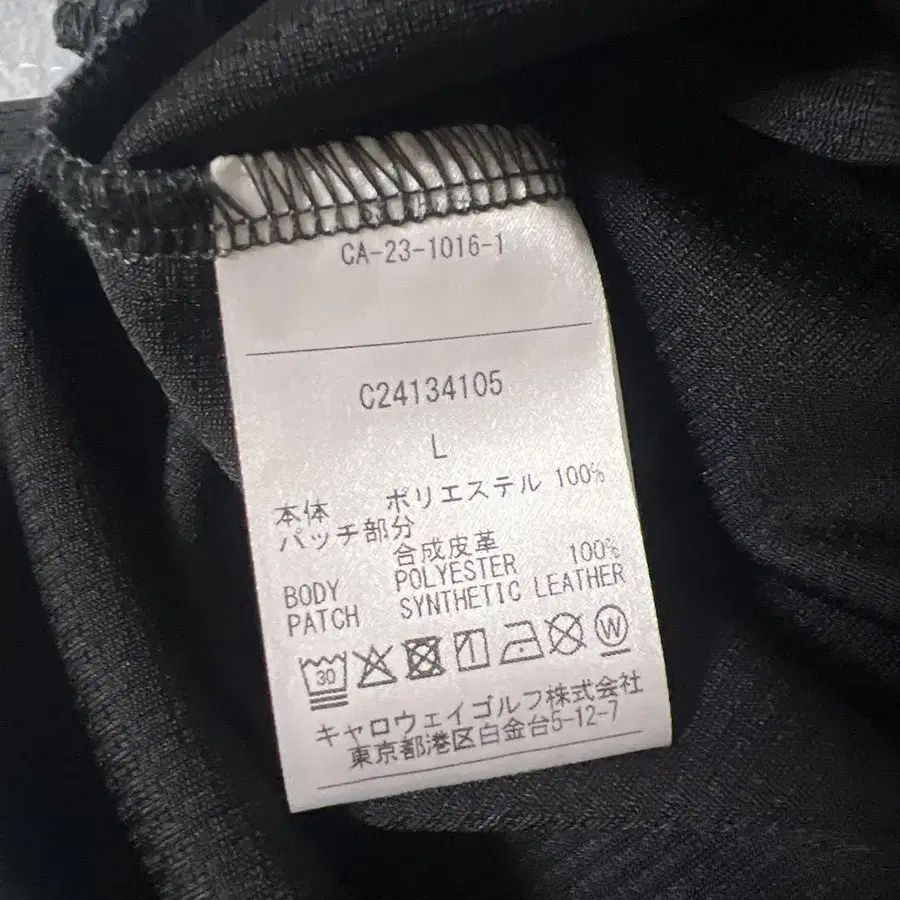 CA-23-1016-1
C24134105
L
本体 ポリエステル 100%
パッチ部分
合成皮革
BODY POLYESTER 100%
PATCH SYNTHETIC LEATHER
30 W
キャロウェイゴルフ株式会社
東京都港区白金台5-12-7